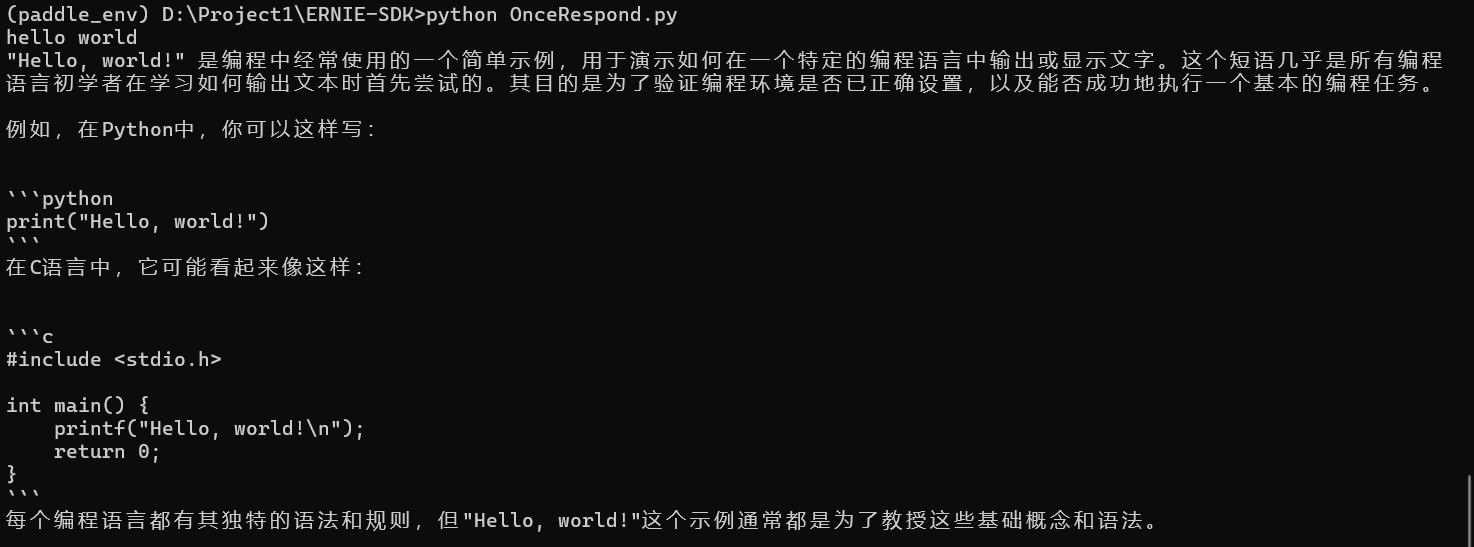 (paddle_env) D:\Project1\ERNIE-SDK>python OnceRespond.py
hello world
"Hello, world!" 是编程中经常使用的一个简单示例，用于演示如何在一个特定的编程语言中输出或显示文字。这个短语几乎是所有编程
语言初学者在学习如何输出文本时首先尝试的。其目的是为了验证编程环境是否已正确设置，以及能否成功地执行一个基本的编程任务。
例如，在Python中，你可以这样写：
```python
print("Hello, world!")
```
在C语言中，它可能看起来像这样：
```c
#include <stdio.h>
int main() {
    printf("Hello, world!\n");
    return 0;
}
```
每个编程语言都有其独特的语法和规则，但"Hello, world!"这个示例通常都是为了教授这些基础概念和语法。